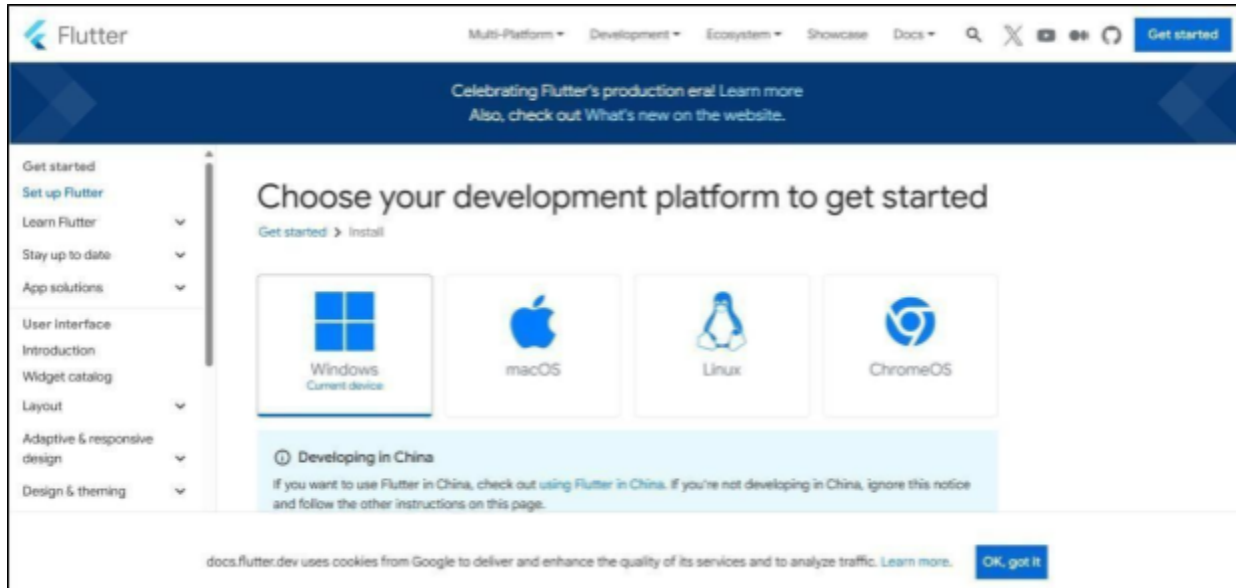 Flutter
Multi-Platform
Development
Ecosystem
Showcase
Docs
Get started
Celebrating Flutter's production era! Learn more
Also, check out What's new on the website.
Get started
Set up Flutter
Learn Flutter
Stay up to date
App solutions
User Interface
Introduction
Widget catalog
Layout
Adaptive & responsive
design
Design & theming
Choose your development platform to get started
Get started > Install
Windows
Current device
macOS
Linux
ChromeOS
Developing in China
If you want to use Flutter in China, check out using Flutter in China. If you're not developing in China, ignore this notice
and follow the other instructions on this page.
docs.flutter.dev uses cookies from Google to deliver and enhance the quality of its services and to analyze traffic. Learn more.
OK, got it